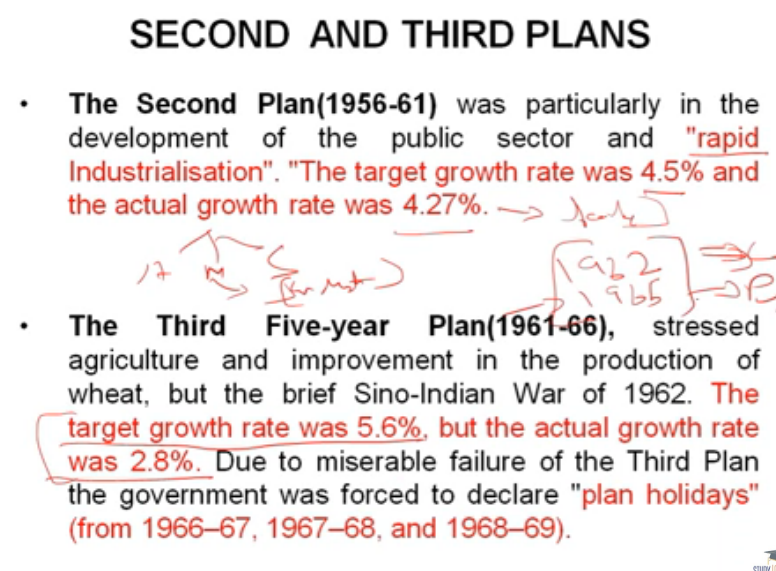 SECOND AND THIRD PLANS
• The Second Plan(1956-61) was particularly in the
development of the public sector and "rapid
Industrialisation". "The target growth rate was 4.5% and
the actual growth rate was 4.27%.
1962
1965
• The Third Five-year Plan(1961-66), stressed
agriculture and improvement in the production of
wheat, but the brief Sino-Indian War of 1962. The
target growth rate was 5.6%, but the actual growth rate
was 2.8%. Due to miserable failure of the Third Plan
the government was forced to declare "plan holidays"
(from 1966–67, 1967–68, and 1968–69).